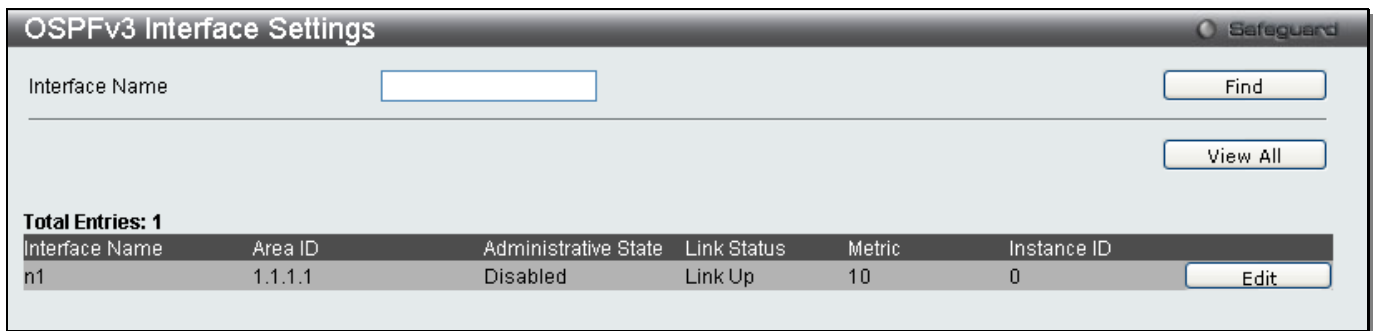 OSPFv3 Interface Settings Safeguard
Interface Name Find
View All
Total Entries: 1
Interface Name Area ID Administrative State Link Status Metric Instance ID
n1 1.1.1.1 Disabled Link Up 10 0 Edit